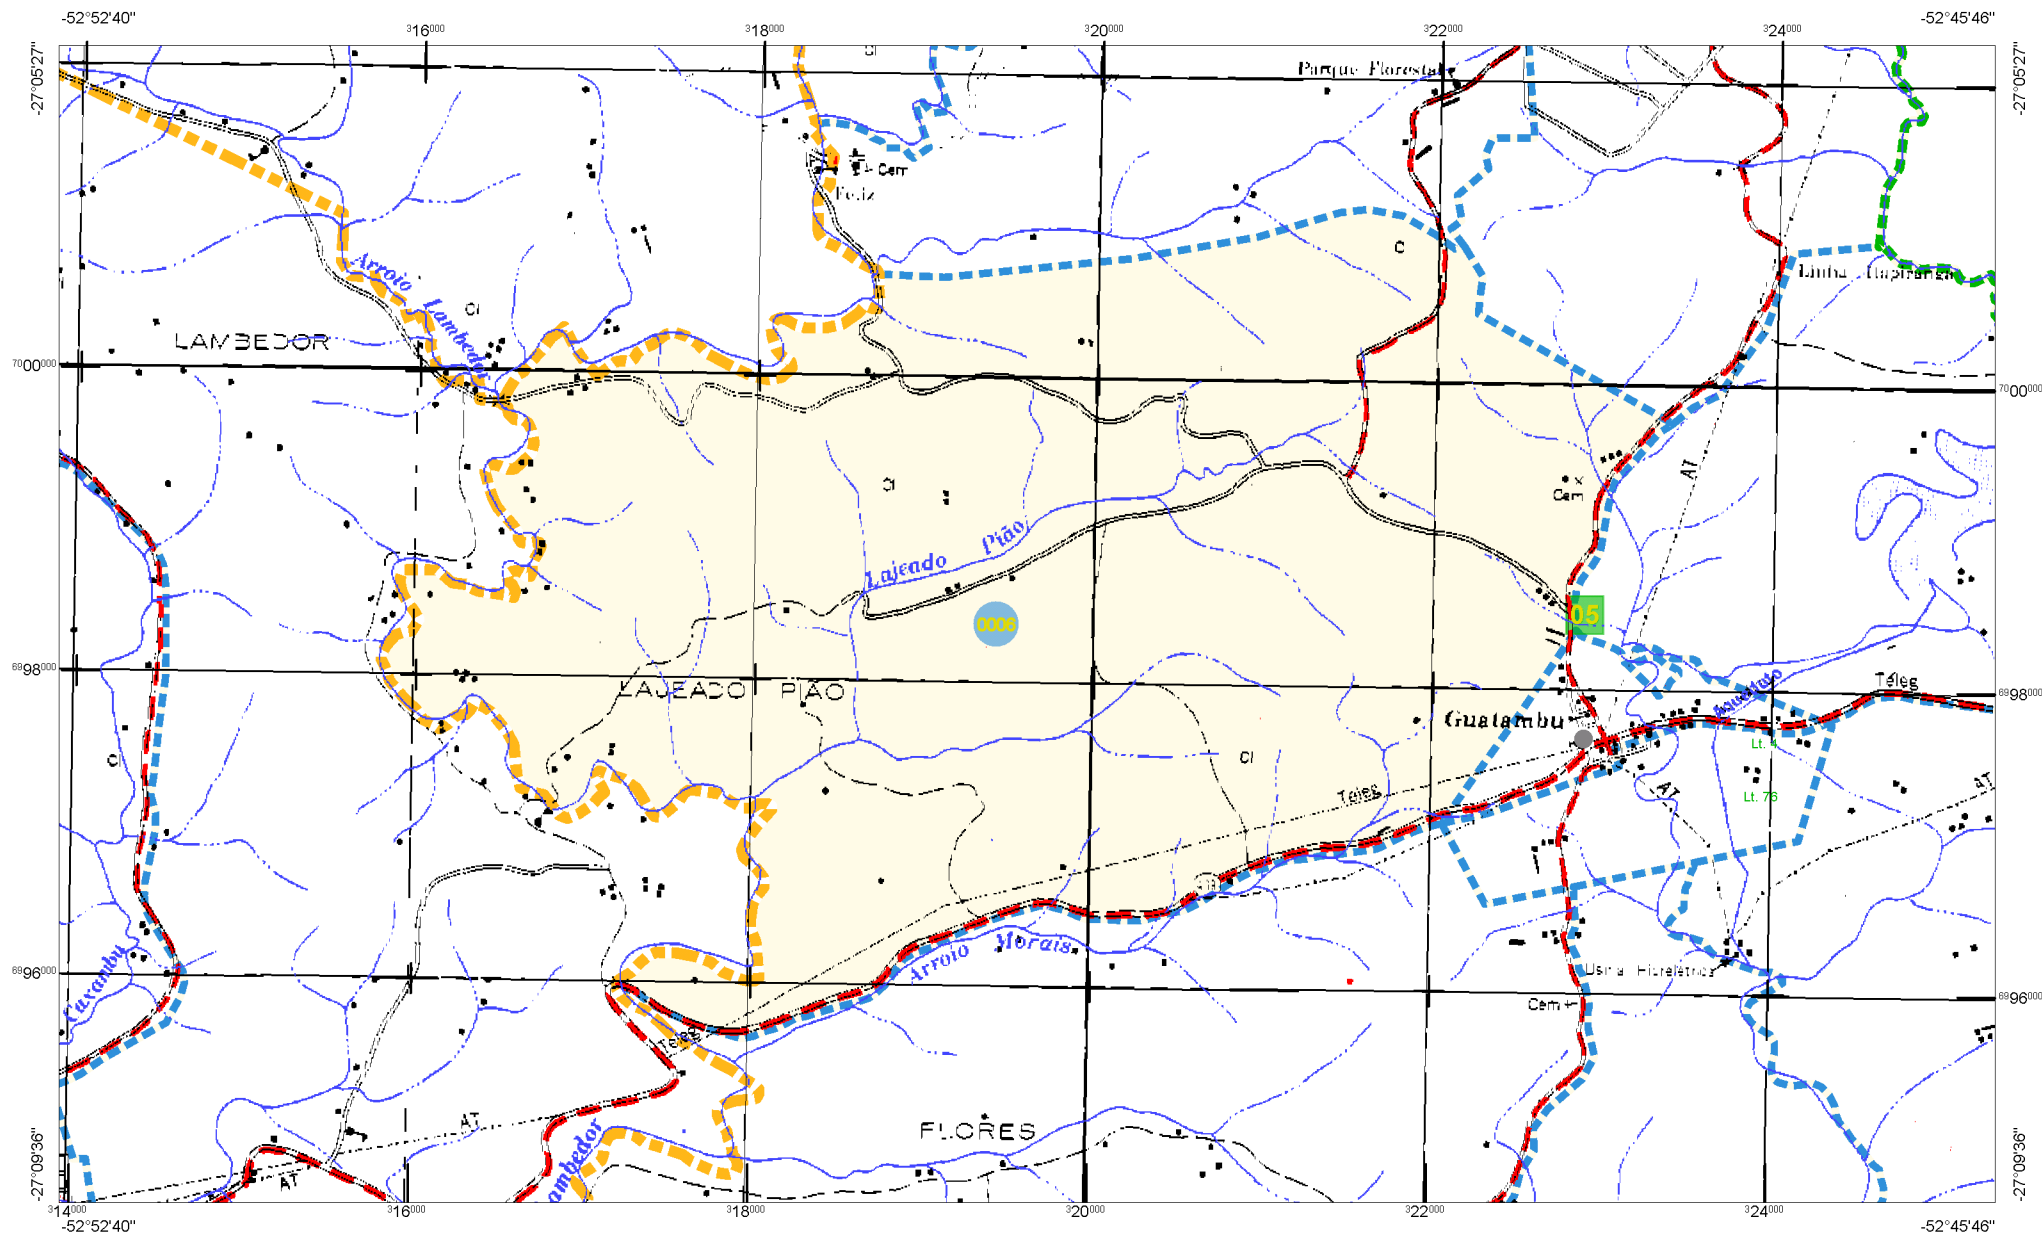 -52°52'40"
-52°45'46"
316000
318000
320000
322000
324000
-27°05'27"
-27°05'27"
CI
Parque Florestal
Cem
Feliz
C
Linha Itapiranga
Arroio Lambedor
CI
LAMBEDOR
7000000
7000000
AT
CI
Cem
Lajeado Pião
0006
05
6998000
6998000
LAJEADO PIÃO
Teleg
Aguatuto
Guatambu
Lt. 4
CI
CI
Teleg
AT
AT
Lt. 76
Arroio Morais
Caxambu
6996000
6996000
Usina Hidrelétrica
Cem
Teleg
AT
FLORES
Lambedor
AT
-27°09'36"
-27°09'36"
314000
316000
318000
320000
322000
324000
-52°52'40"
-52°45'46"